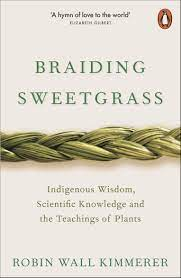 'A hymn of love to the world'
ELIZABETH GILBERT
BRAIDING
SWEETGRASS
Indigenous Wisdom,
Scientific Knowledge and
the Teachings of Plants
ROBIN WALL KIMMERER